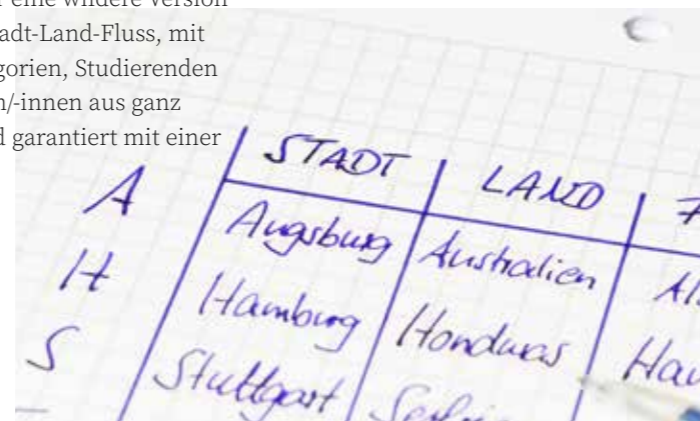 eine wildere Version
adt-Land-Fluss, mit
gorien, Studierenden
n/-innen aus ganz
d garantiert mit einer
STADT LAND
A Augsburg Australien
H Hamburg Honduras
S Stuttgart